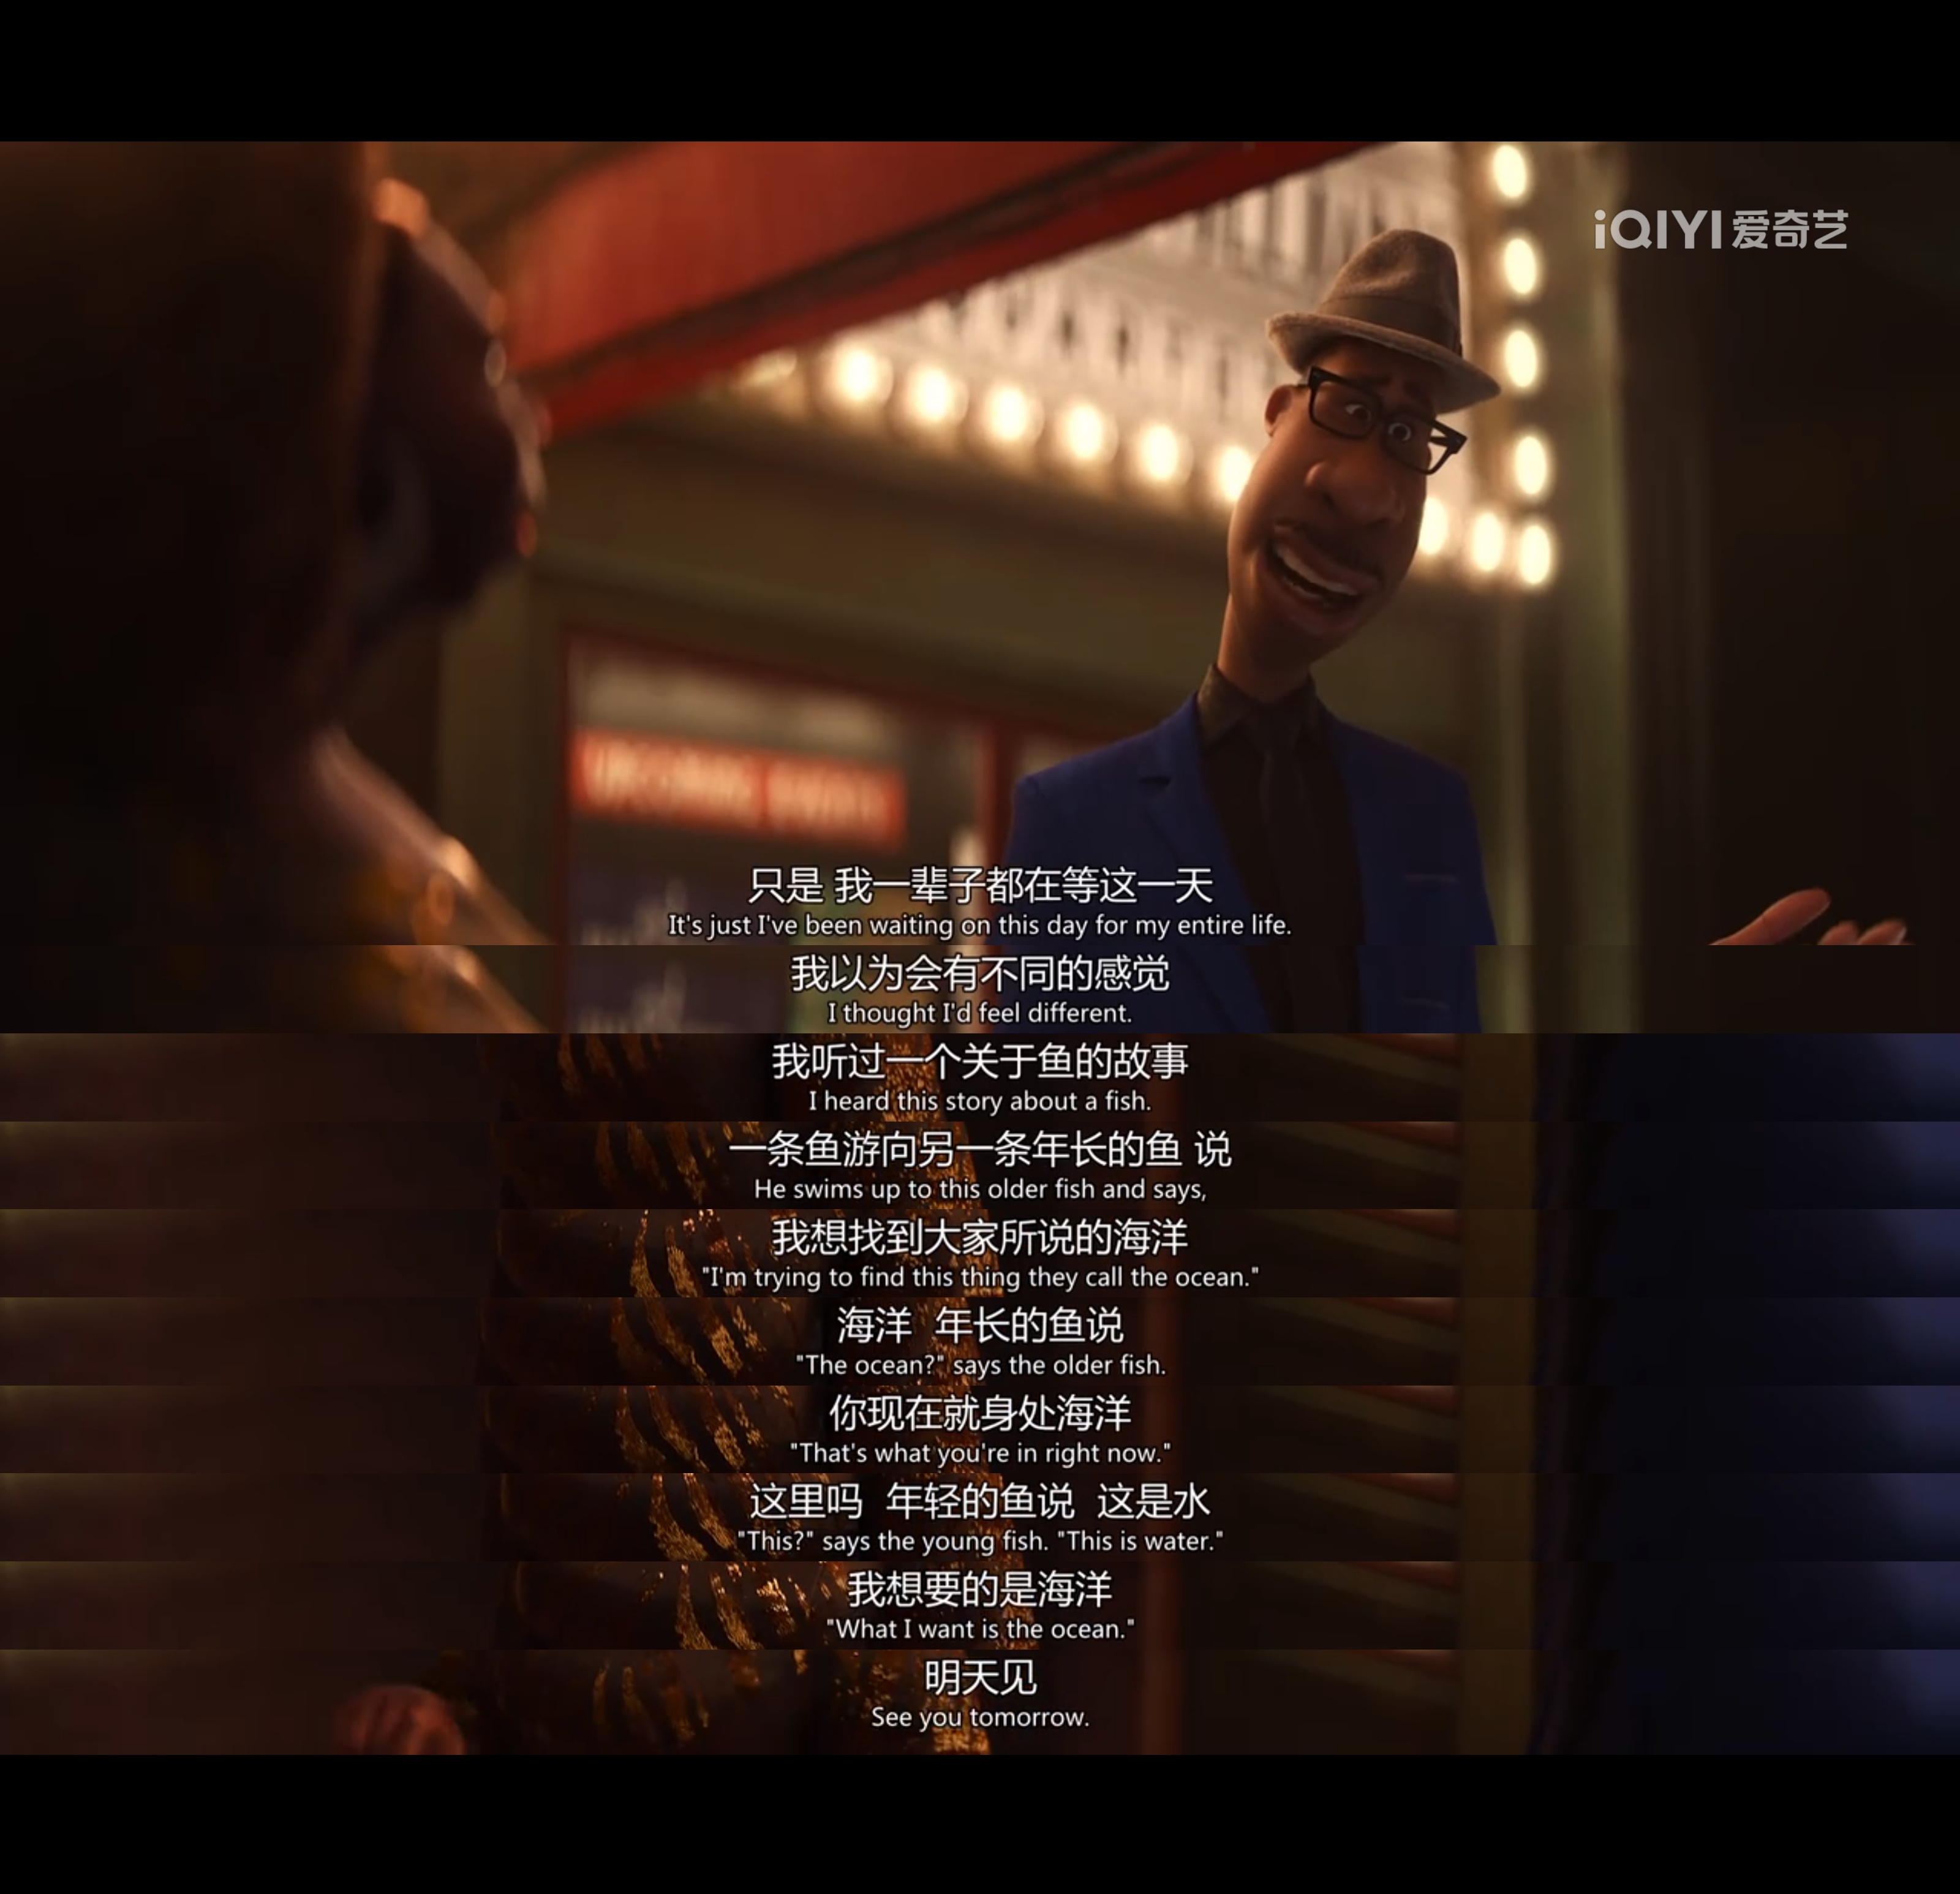 iQIYI 爱奇艺
UPCOMING EVENTS
只是 我一辈子都在等这一天
It's just I've been waiting on this day for my entire life.
我以为会有不同的感觉
I thought I'd feel different.
我听过一个关于鱼的故事
I heard this story about a fish.
一条鱼游向另一条年长的鱼 说
He swims up to this older fish and says,
我想找到大家所说的海洋
"I'm trying to find this thing they call the ocean."
海洋 年长的鱼说
"The ocean?" says the older fish.
你现在就身处海洋
"That's what you're in right now."
这里吗 年轻的鱼说 这是水
"This?" says the young fish. "This is water."
我想要的是海洋
"What I want is the ocean."
明天见
See you tomorrow.